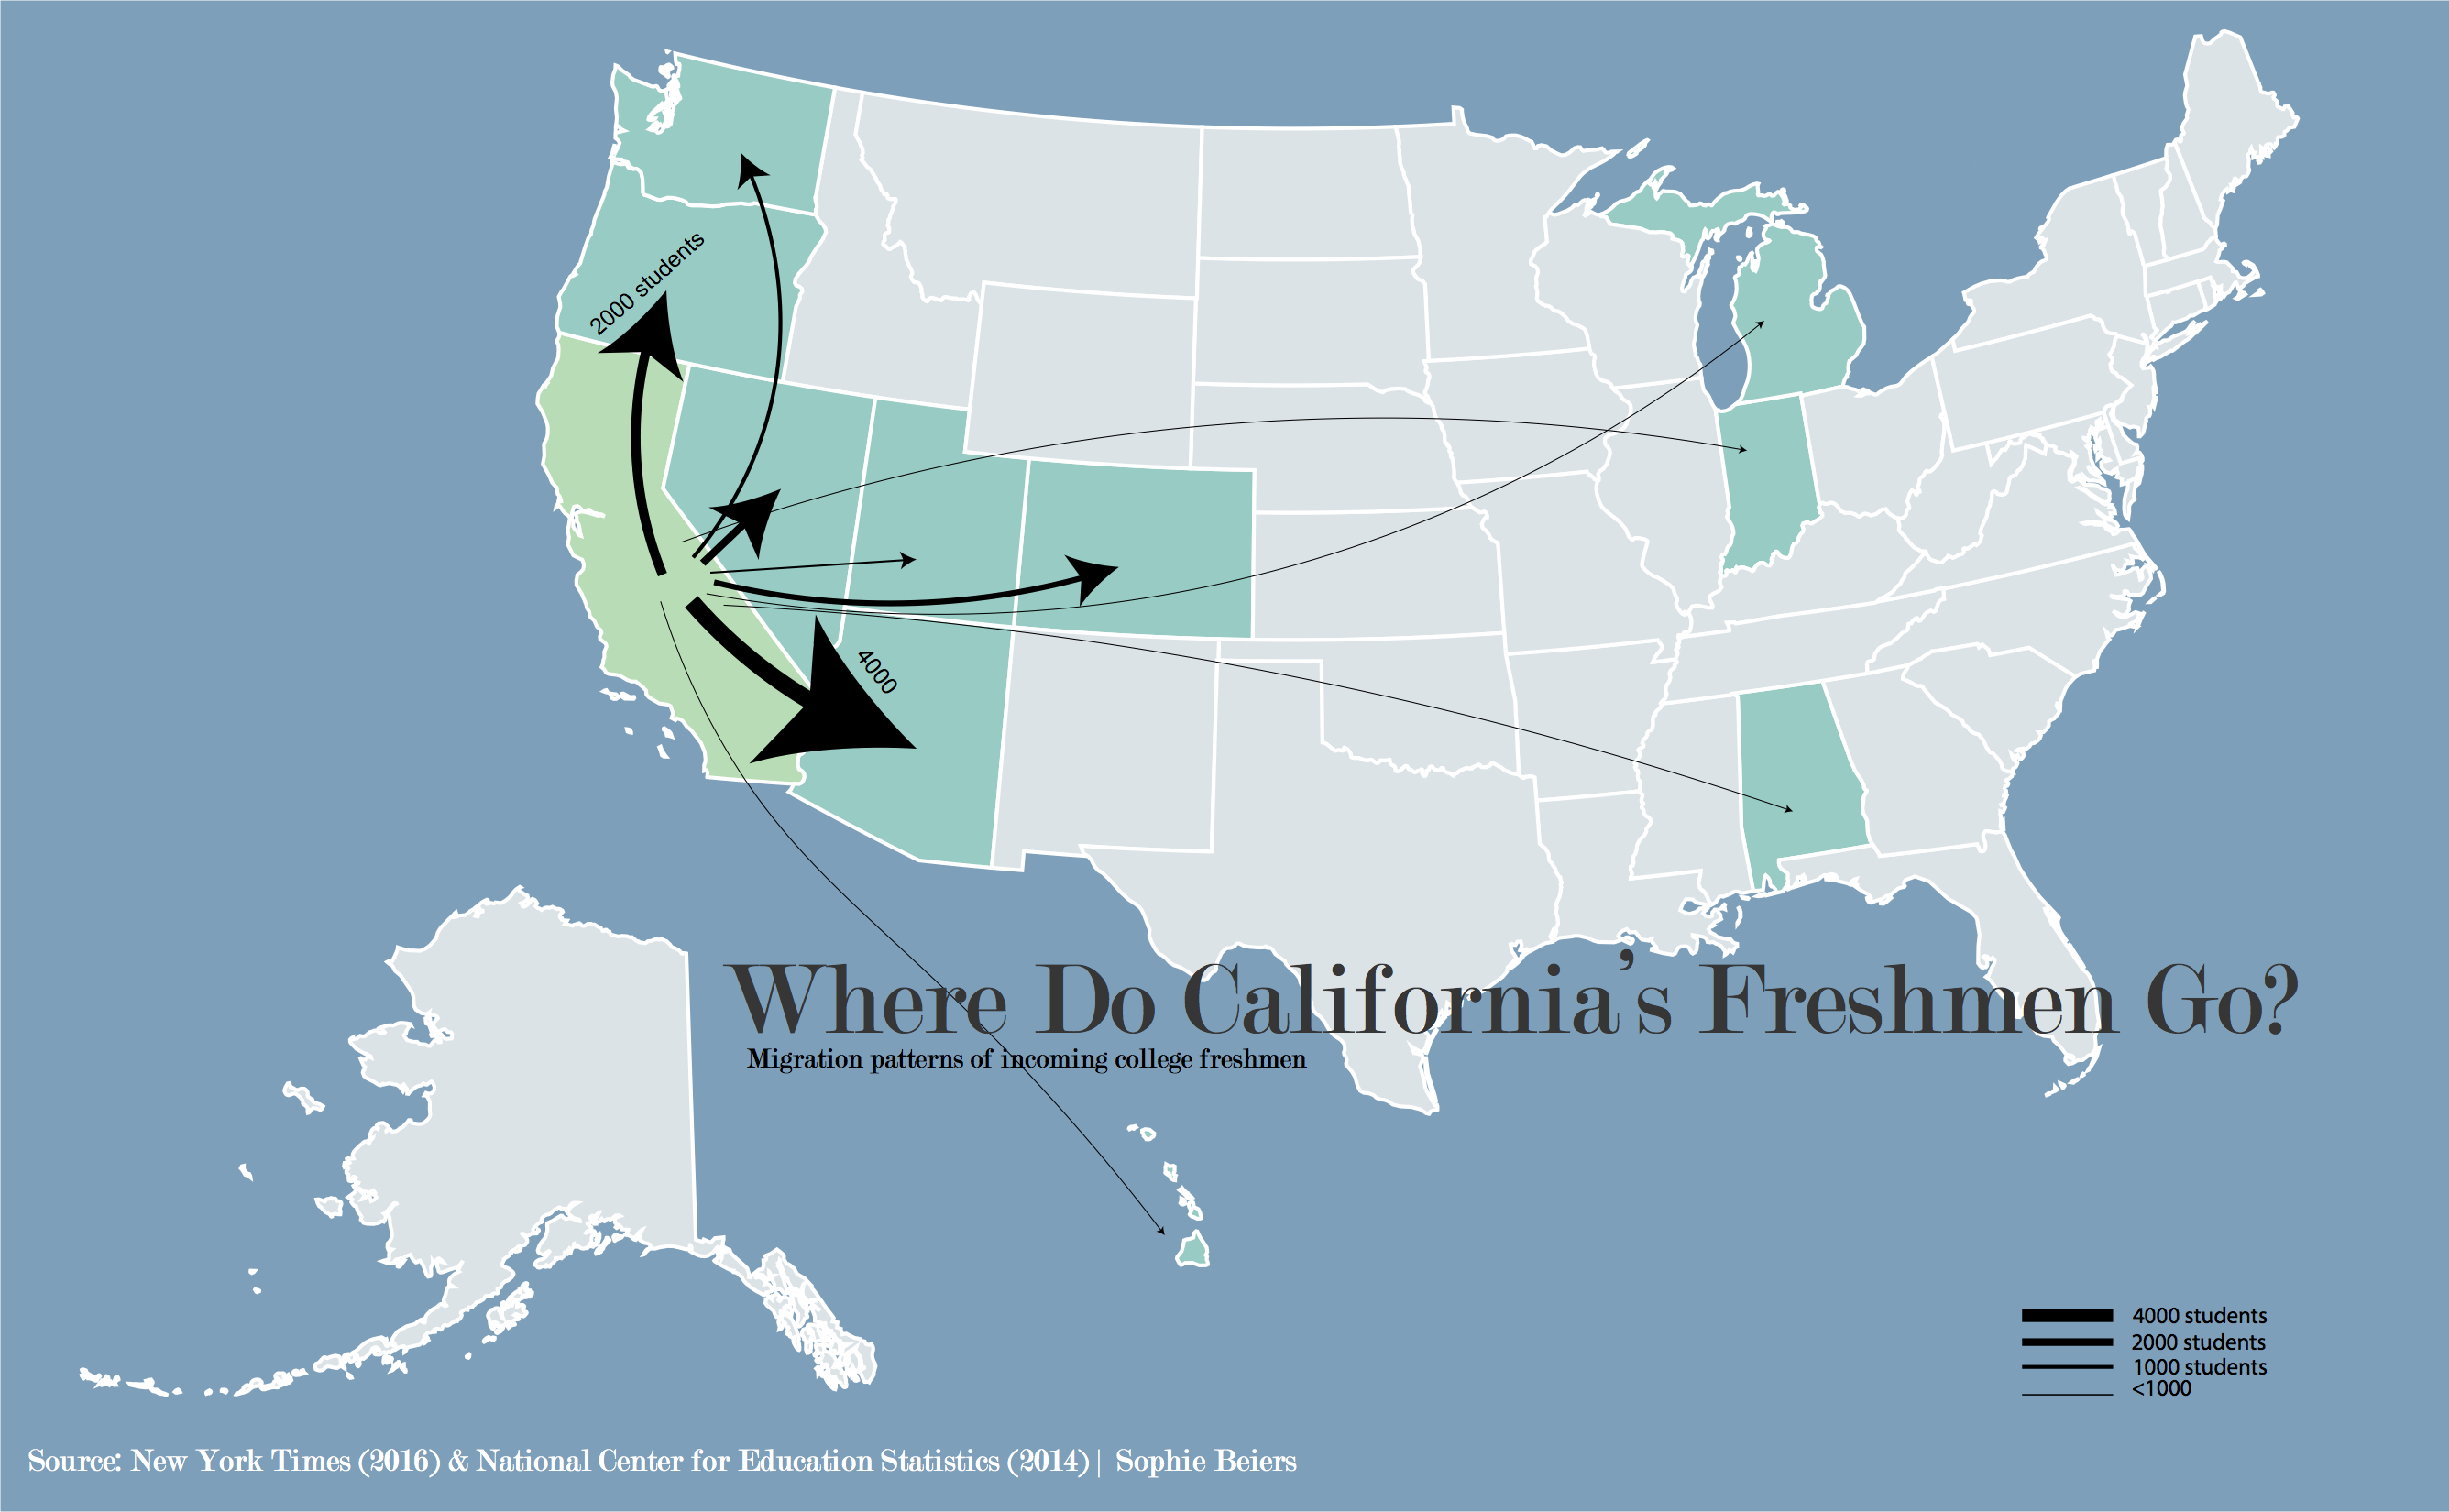 2000 students
4000
Where Do California's Freshmen Go?
Migration patterns of incoming college freshmen
4000 students
2000 students
1000 students
<1000
Source: New York Times (2016) & National Center for Education Statistics (2014)| Sophie Beiers